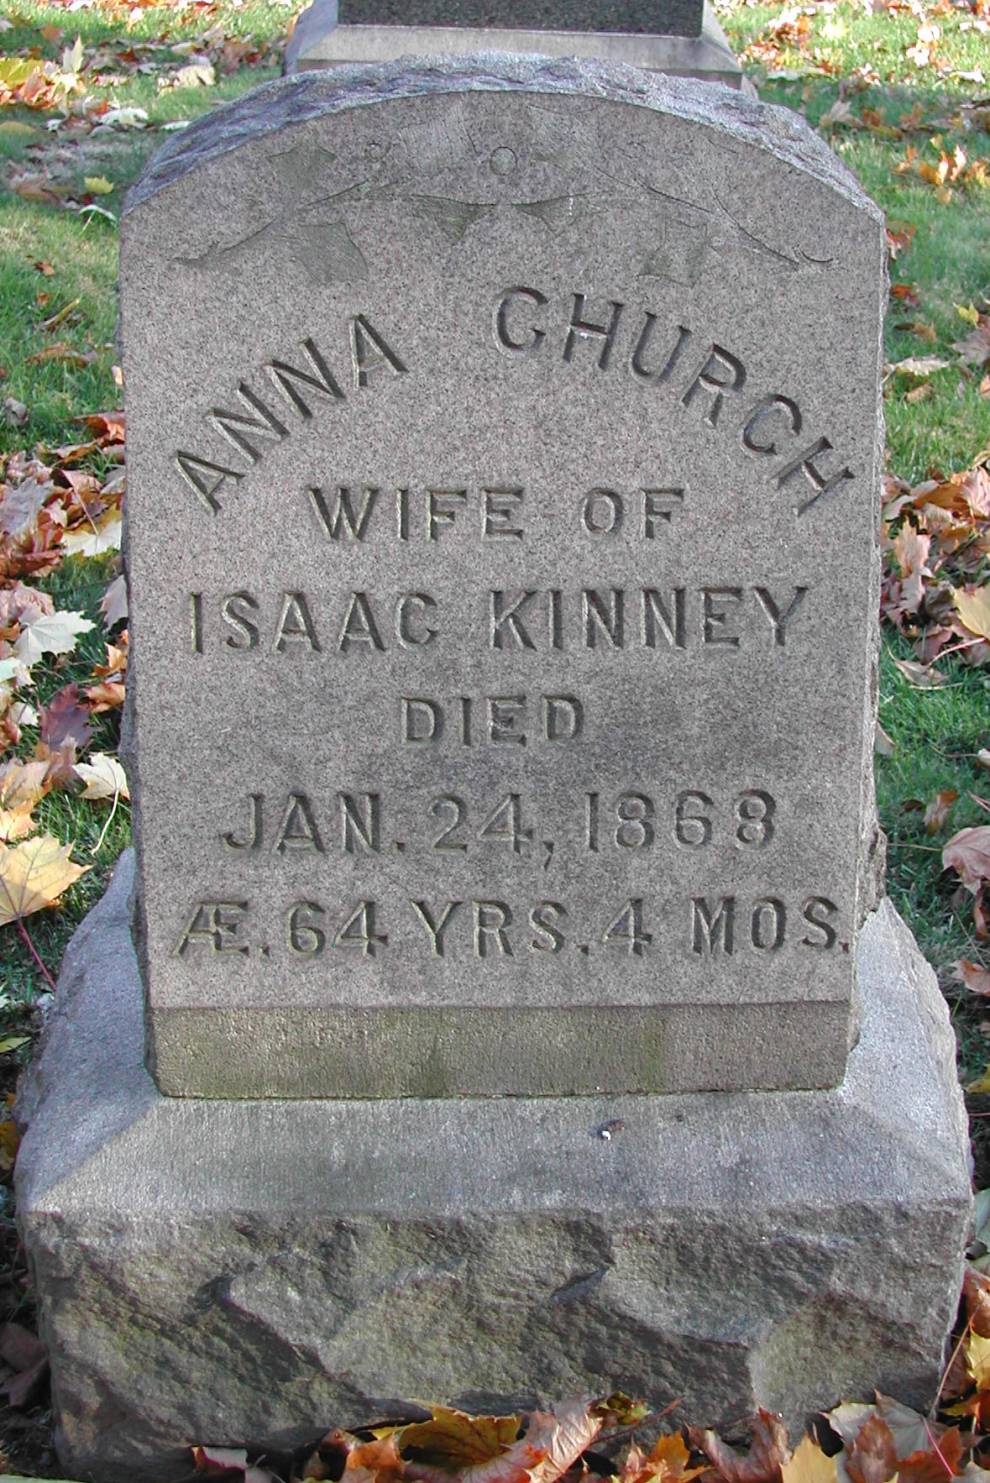 ANNA CHURCH
WIFE OF
ISAAC KINNEY
DIED
JAN. 24, 1868
Æ. 64 YRS. 4 MOS.